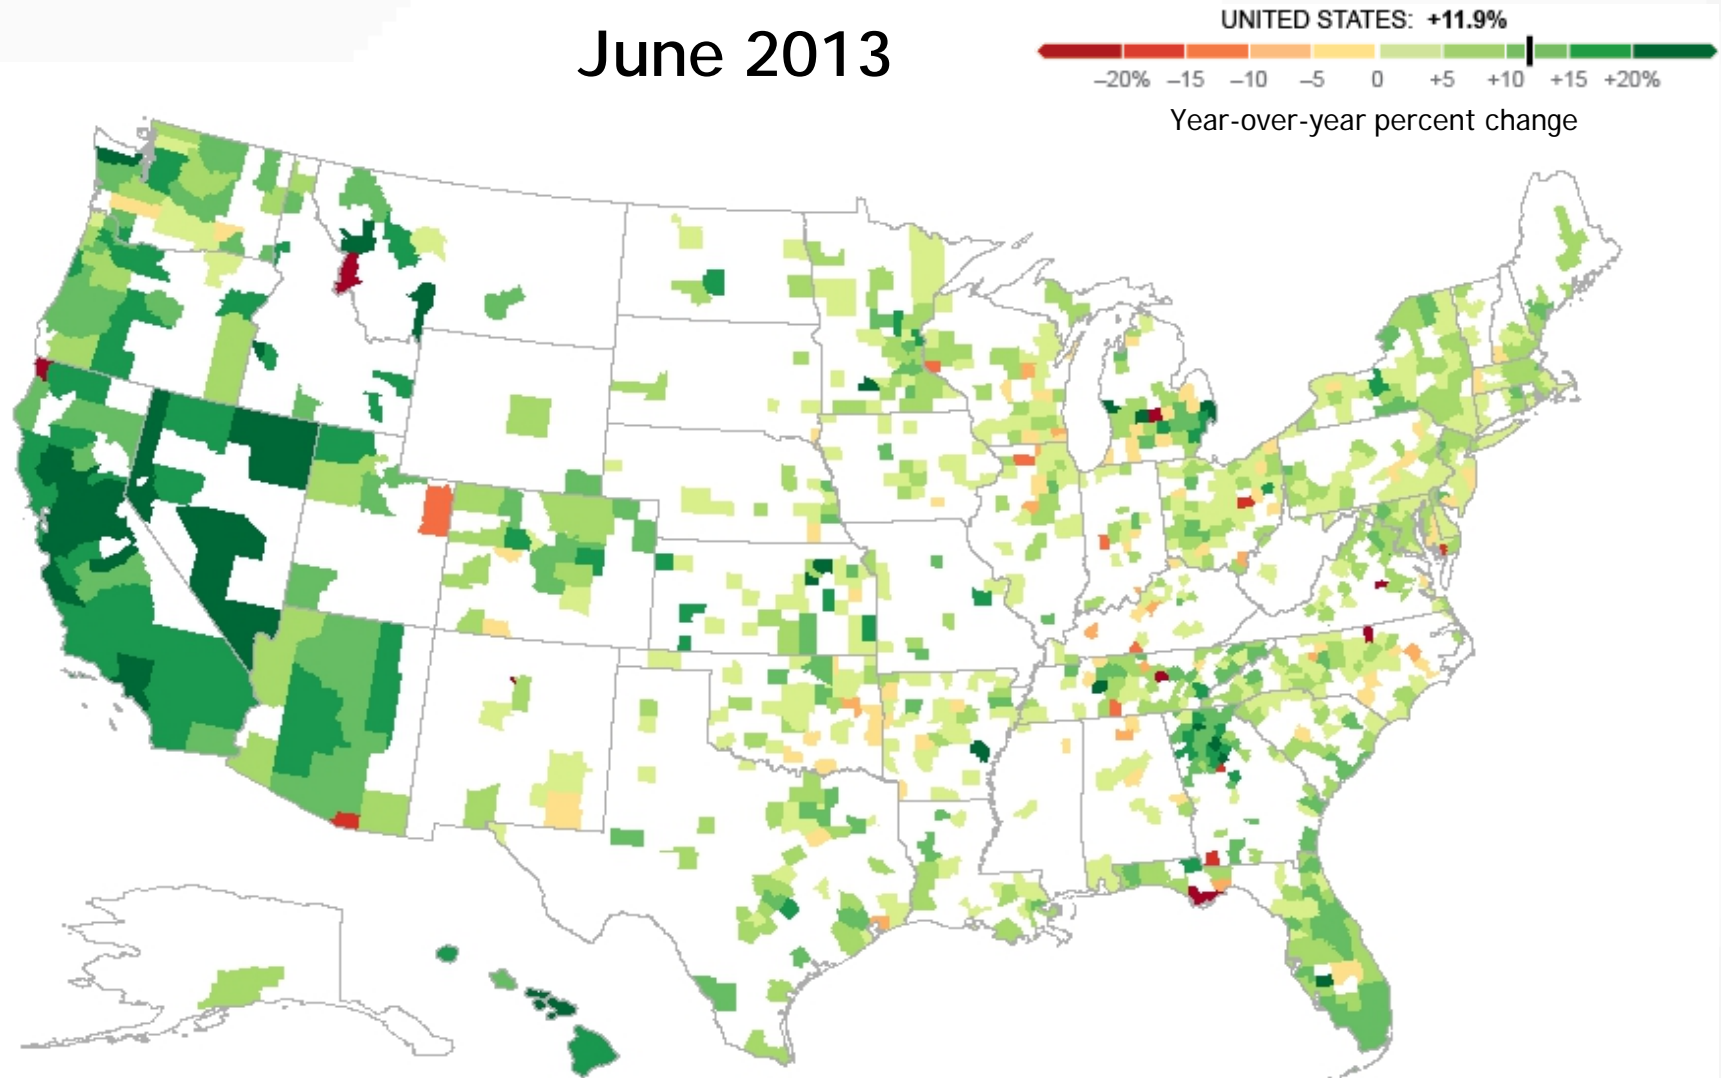 June 2013
UNITED STATES: +11.9%
–20% –15 –10 –5 0 +5 +10 +15 +20%
Year-over-year percent change